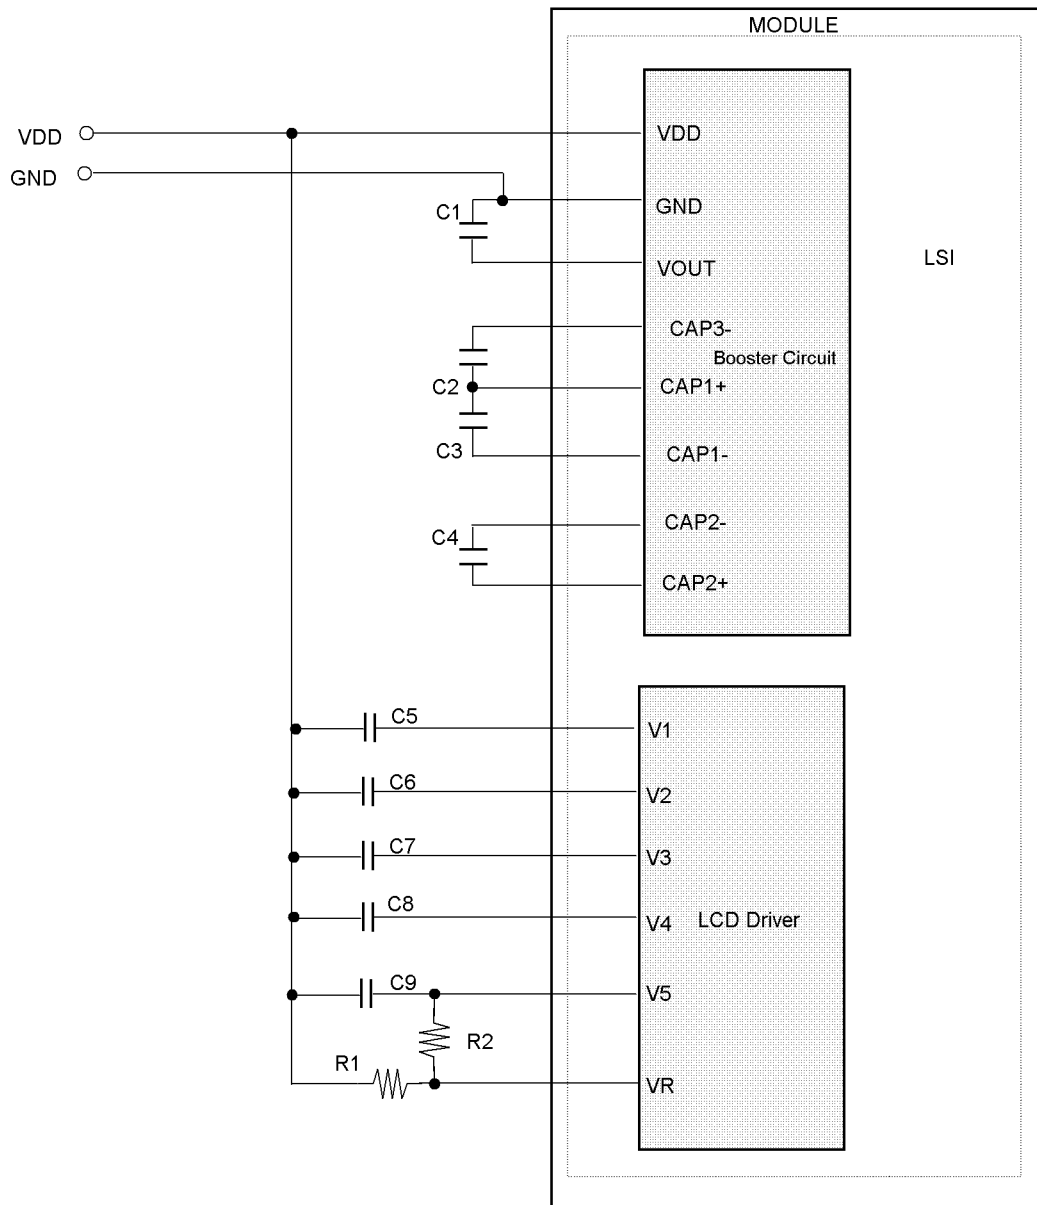 MODULE
VDD
VDD
GND
C1
GND
LSI
VOUT
CAP3-
Booster Circuit
C2
CAP1+
C3
CAP1-
C4
CAP2-
CAP2+
C5
V1
C6
V2
C7
V3
C8
V4
LCD Driver
C9
V5
R2
R1
VR